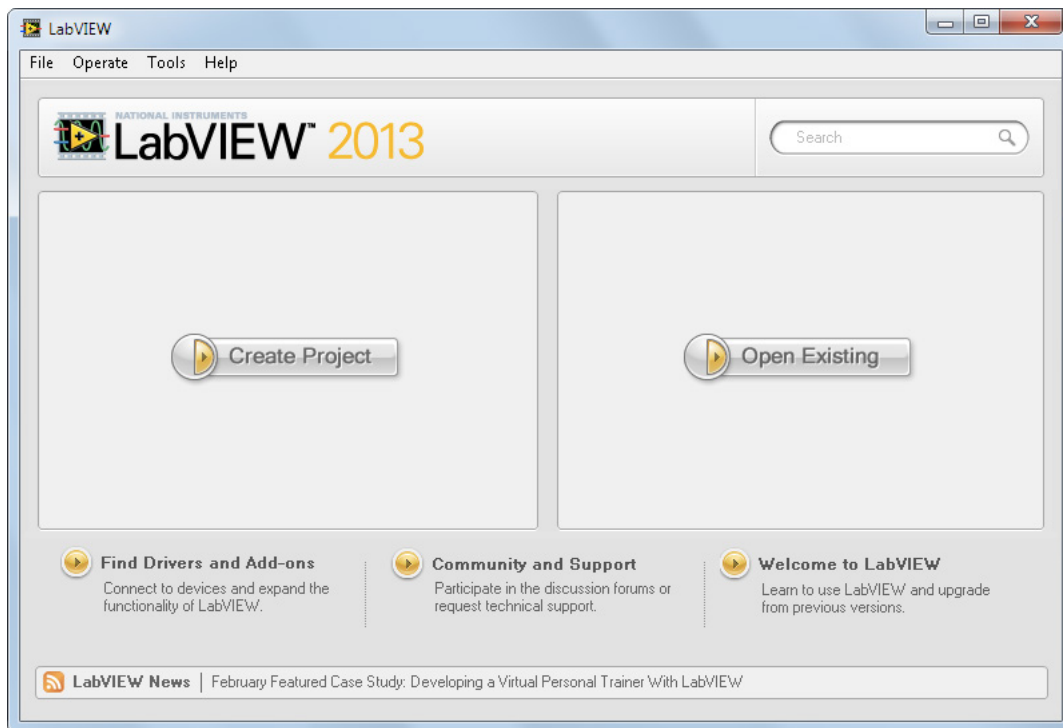 LabVIEW
File Operate Tools Help
NATIONAL INSTRUMENTS
LabVIEW™ 2013
Search
Create Project
Open Existing
Find Drivers and Add-ons
Connect to devices and expand the
functionality of LabVIEW.
Community and Support
Participate in the discussion forums or
request technical support.
Welcome to LabVIEW
Learn to use LabVIEW and upgrade
from previous versions.
LabVIEW News | February Featured Case Study: Developing a Virtual Personal Trainer With LabVIEW